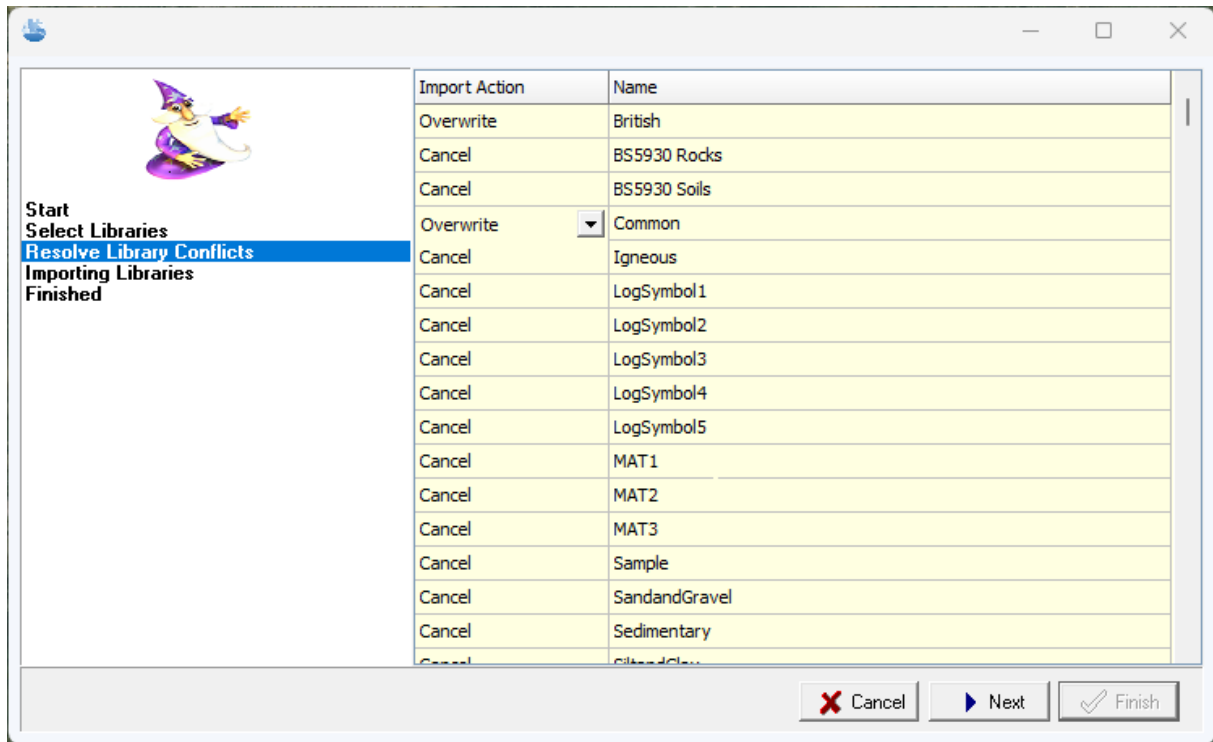 Start
Select Libraries
Resolve Library Conflicts
Importing Libraries
Finished
Import Action Name
Overwrite British
Cancel BS5930 Rocks
Cancel BS5930 Soils
Overwrite Common
Cancel Igneous
Cancel LogSymbol1
Cancel LogSymbol2
Cancel LogSymbol3
Cancel LogSymbol4
Cancel LogSymbol5
Cancel MAT1
Cancel MAT2
Cancel MAT3
Cancel Sample
Cancel SandandGravel
Cancel Sedimentary
Cancel SiltandClay
Cancel Next Finish